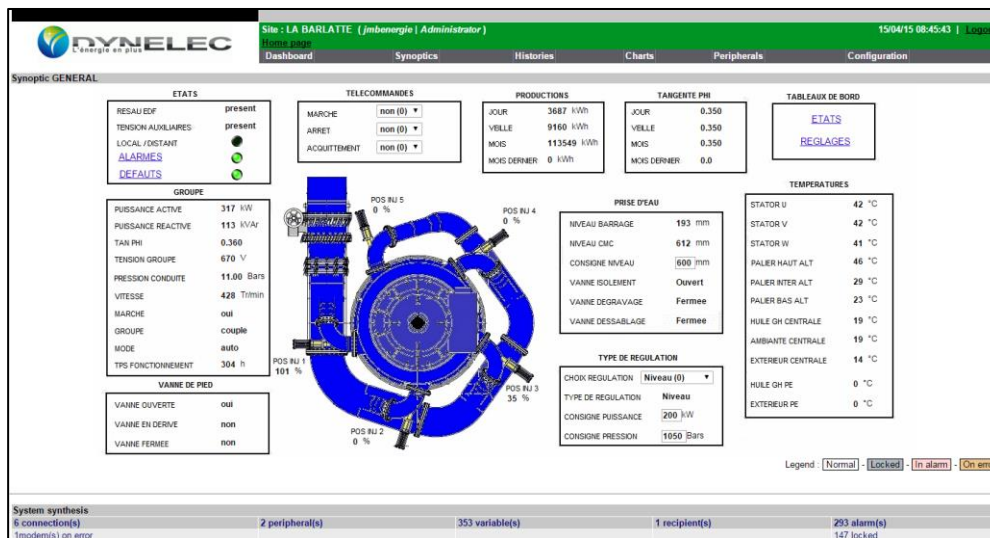 DYNELEC
L'énergie en plus
Site : LA BARLATTE ( jmbenergie | Administrator )
15/04/15 08:45:43 |
Home page
Dashboard Synoptics Histories Charts Peripherals Configuration
Synoptic GENERAL
ETATS
RESAU EDF present
TENSION AUXILIAIRES present
LOCAL / DISTANT
ALARMES
DEFAUTS
TELECOMMANDES
MARCHE non (0)
ARRET non (0)
ACQUITTEMENT non (0)
PRODUCTIONS
JOUR 3687 kWh
VEILLE 9160 kWh
MOIS 113549 kWh
MOIS DERNIER 0 kWh
TANGENTE PHI
JOUR 0.350
VEILLE 0.350
MOIS 0.350
MOIS DERNIER 0.0
TABLEAUX DE BORD
ETATS
REGLAGES
GROUPE
PUISSANCE ACTIVE 317 kW
PUISSANCE REACTIVE 113 kVAr
TAN PHI 0.360
TENSION GROUPE 670 V
PRESSION CONDUITE 11.00 Bars
VITESSE 428 Tr/min
MARCHE oui
GROUPE couple
MODE auto
TPS FONCTIONNEMENT 304 h
VANNE DE PIED
VANNE OUVERTE oui
VANNE EN DERIVE non
VANNE FERMEE non
POS INJ 5
0 %
POS INJ 4
0 %
POS INJ 1
101 %
POS INJ 3
35 %
POS INJ 2
0 %
PRISE D'EAU
NIVEAU BARRAGE 193 mm
NIVEAU CMC 612 mm
CONSIGNE NIVEAU 600 mm
VANNE ISOLEMENT Ouvert
VANNE DEGRAVAGE Fermee
VANNE DESSABLAGE Fermee
TYPE DE REGULATION
CHOIX REGULATION Niveau (0)
TYPE DE REGULATION Niveau
CONSIGNE PUISSANCE 200 kW
CONSIGNE PRESSION 1050 Bars
TEMPERATURES
STATOR U 42 °C
STATOR V 42 °C
STATOR W 41 °C
PALIER HAUT ALT 46 °C
PALIER INTER ALT 29 °C
PALIER BAS ALT 23 °C
HUILE GH CENTRALE 19 °C
AMBIANTE CENTRALE 19 °C
EXTERIEUR CENTRALE 14 °C
HUILE GH PE 0 °C
EXTERIEUR PE 0 °C
Legend : Normal - Locked - In alarm - On
System synthesis
6 connection(s) 2 peripheral(s) 353 variable(s) 1 recipient(s) 293 alarm(s)
1modem(s) on error 147 locked